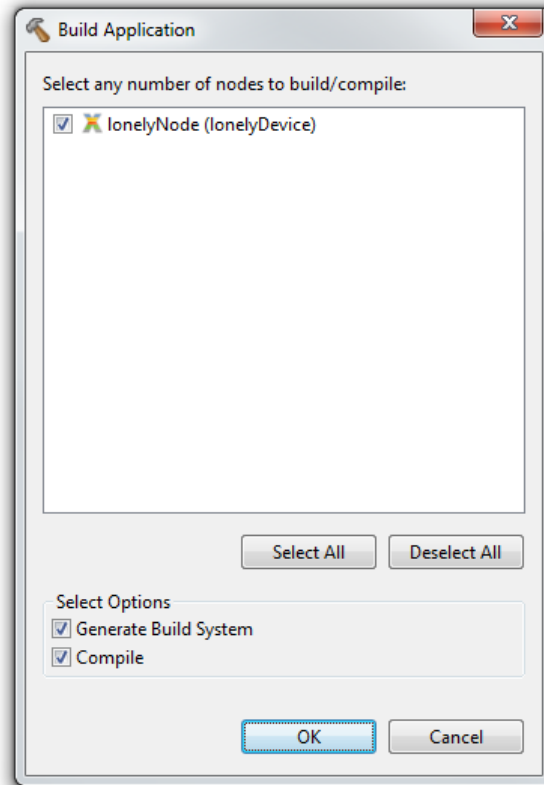 Build Application
Select any number of nodes to build/compile:
lonelyNode (lonelyDevice)
Select All Deselect All
Select Options
Generate Build System
Compile
OK Cancel